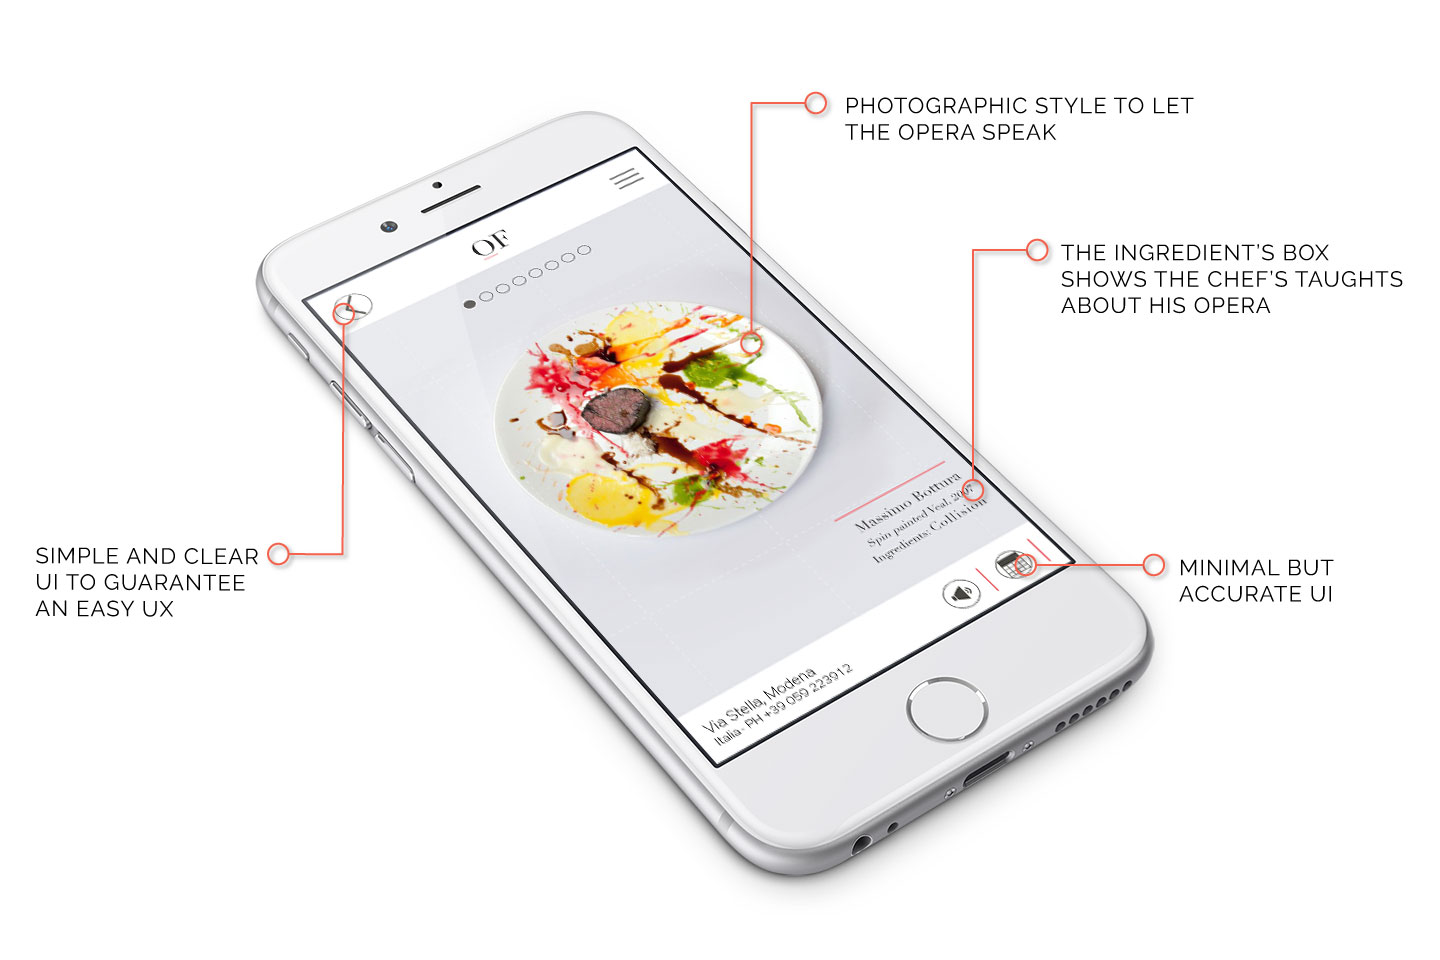 PHOTOGRAPHIC STYLE TO LET
THE OPERA SPEAK
OF
THE INGREDIENT'S BOX
SHOWS THE CHEF'S TAUGHTS
ABOUT HIS OPERA
Massimo Bottura
Spin painted Veal. 2007
Ingredients: Collision
SIMPLE AND CLEAR
UI TO GUARANTEE
AN EASY UX
MINIMAL BUT
ACCURATE UI
Via Stella, Modena
Italia- PH +39 059 223912